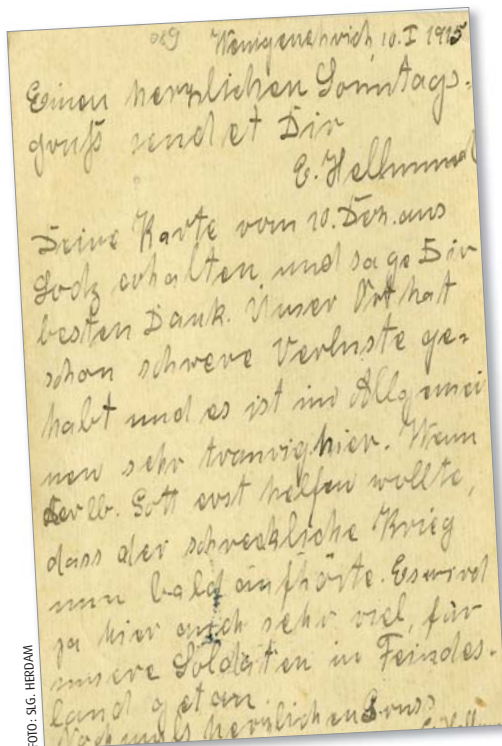 680 Wenigenehrich, 10.I 1915
Einen herzlichen Sonntags-
gruß sendet Dir
E. Hellmund
Deine Karte vom 10. Dez. aus
Lodz erhalten und sage Dir
besten Dank. Unser Ort hat
schon schwere Verluste ge-
habt und es ist im Allgemei
nen sehr traurig hier. Wenn
der lb. Gott erst helfen wollte,
dass der schreckliche Krieg
nun bald aufhörte. Es wird
ja hier auch sehr viel, für
unsere Soldaten in Feindes-
land getan
Nochmals herzlichen Gruß
FOTO: SLG. HERDAM